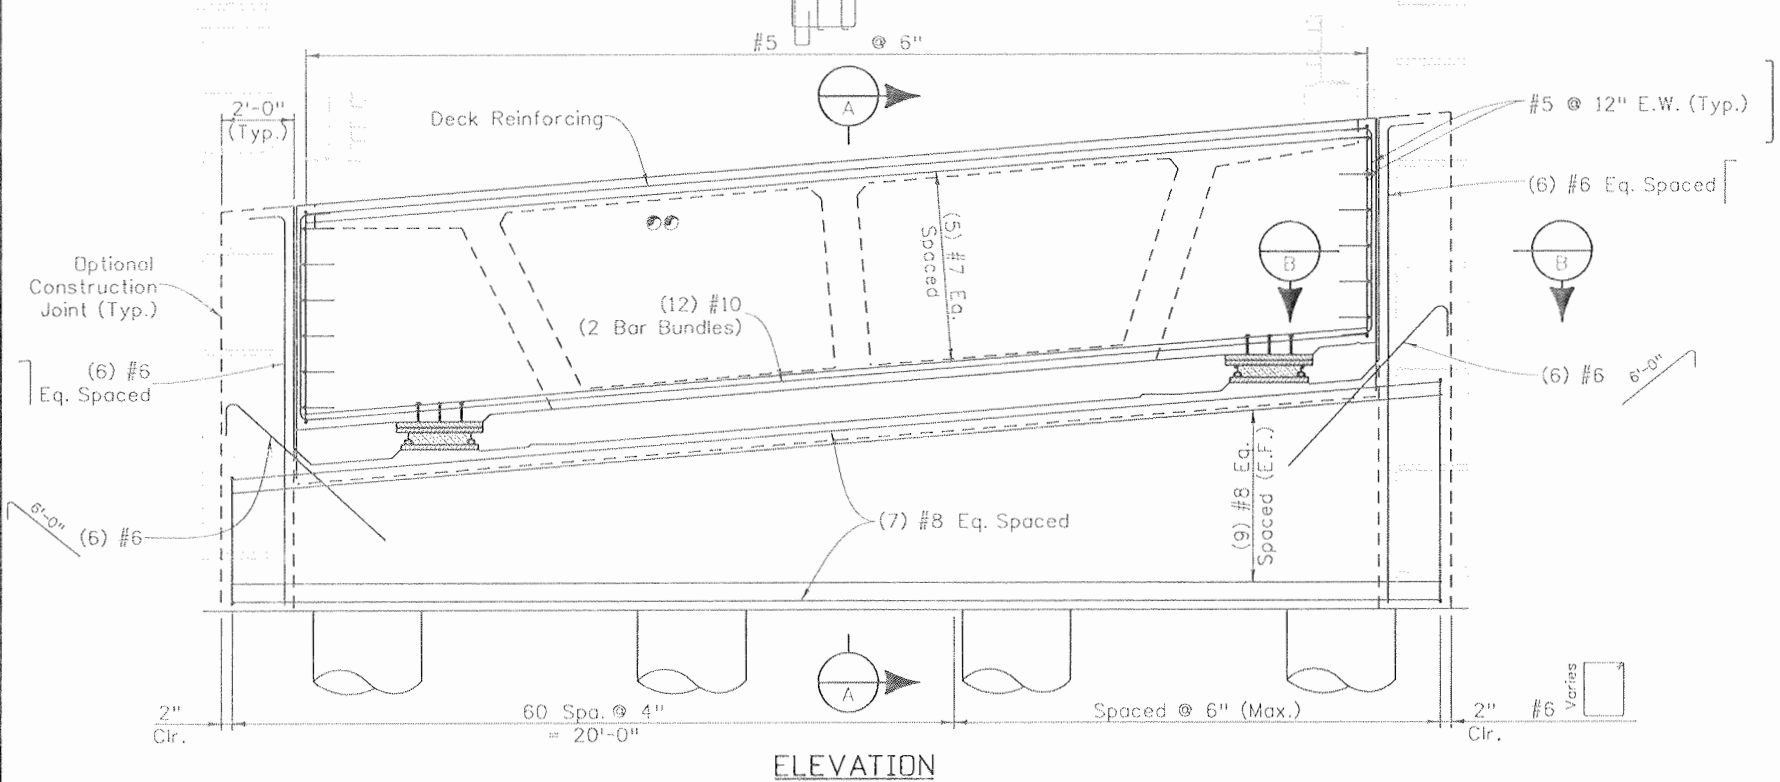 #5 @ 6"
A
2'-0"
(Typ.)
Deck Reinforcing
#5 @ 12" E.W. (Typ.)
(6) #6 Eq. Spaced
(5) #7 Eq.
Spaced
B
B
Optional
Construction
Joint (Typ.)
(12) #10
(2 Bar Bundles)
(6) #6
Eq. Spaced
(6) #6
6'-0"
(9) #8 Eq.
Spaced (E.F.)
6'-0"
(6) #6
(7) #8 Eq. Spaced
A
2"
Clr.
60 Spa. @ 4"
= 20'-0"
Spaced @ 6" (Max.)
2"
Clr.
#6
Varies
ELEVATION